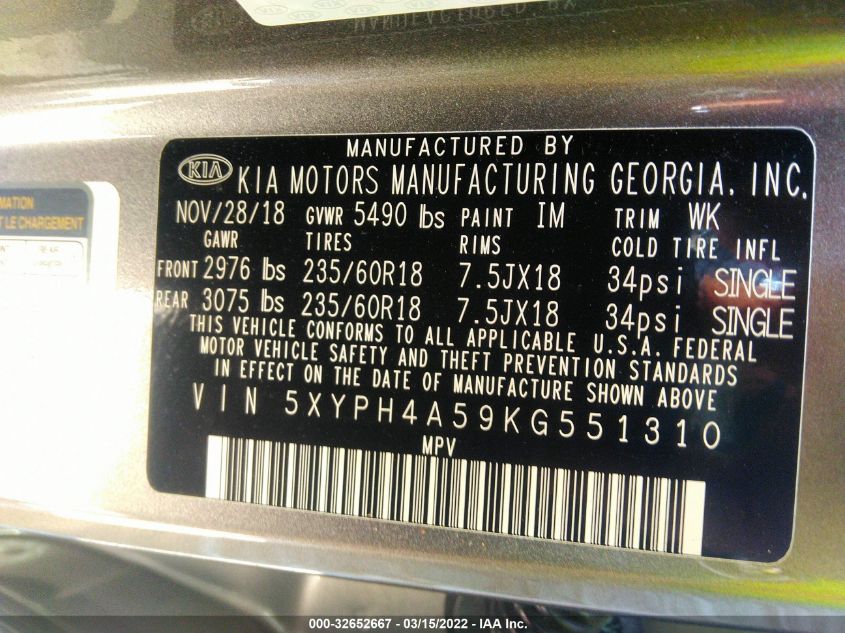 MANUFACTURED BY
KIA KIA MOTORS MANUFACTURING GEORGIA, INC.
NOV/28/18 GVWR 5490 lbs PAINT IM TRIM WK
GAWR TIRES RIMS COLD TIRE INFL
FRONT 2976 lbs 235/60R18 7.5JX18 34psi SINGLE
REAR 3075 lbs 235/60R18 7.5JX18 34psi SINGLE
THIS VEHICLE CONFORMS TO ALL APPLICABLE U.S.A. FEDERAL
MOTOR VEHICLE SAFETY AND THEFT PREVENTION STANDARDS
IN EFFECT ON THE DATE OF MANUFACTURE SHOWN ABOVE
VIN 5XYPH4A59KG551310
MPV
LE CHARGEMENT
000-32652667 - 03/15/2022 - IAA Inc.